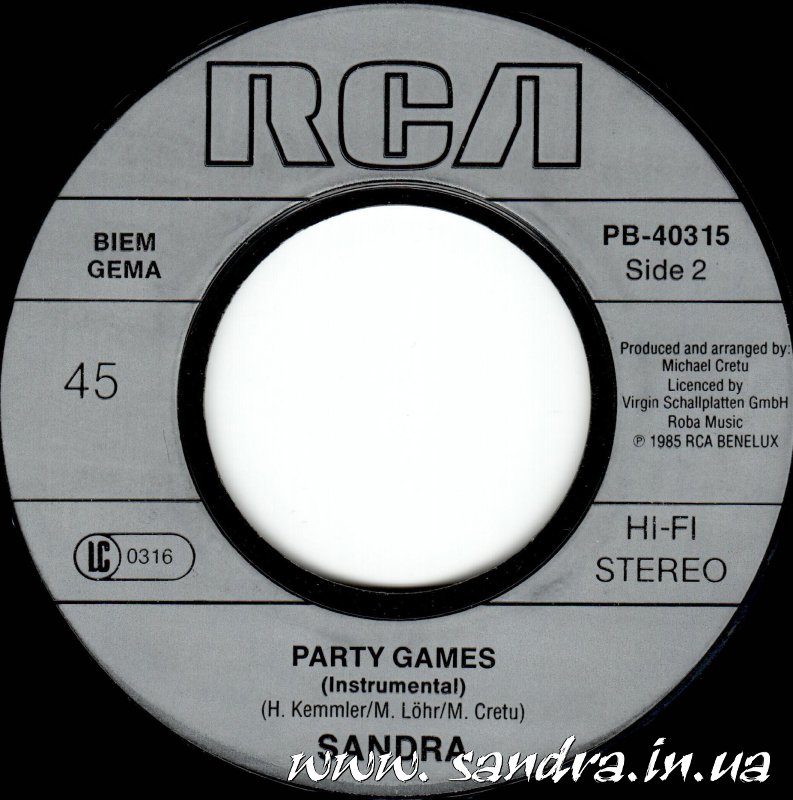 RCA
BIEM
GEMA
PB-40315
Side 2
45
Produced and arranged by:
Michael Cretu
Licenced by
Virgin Schallplatten GmbH
Roba Music
℗ 1985 RCA BENELUX
LC 0316
Hi-Fi
STEREO
PARTY GAMES
(Instrumental)
(H. Kemmler/M. Löhr/M. Cretu)
SANDRA
www.sandra.in.ua